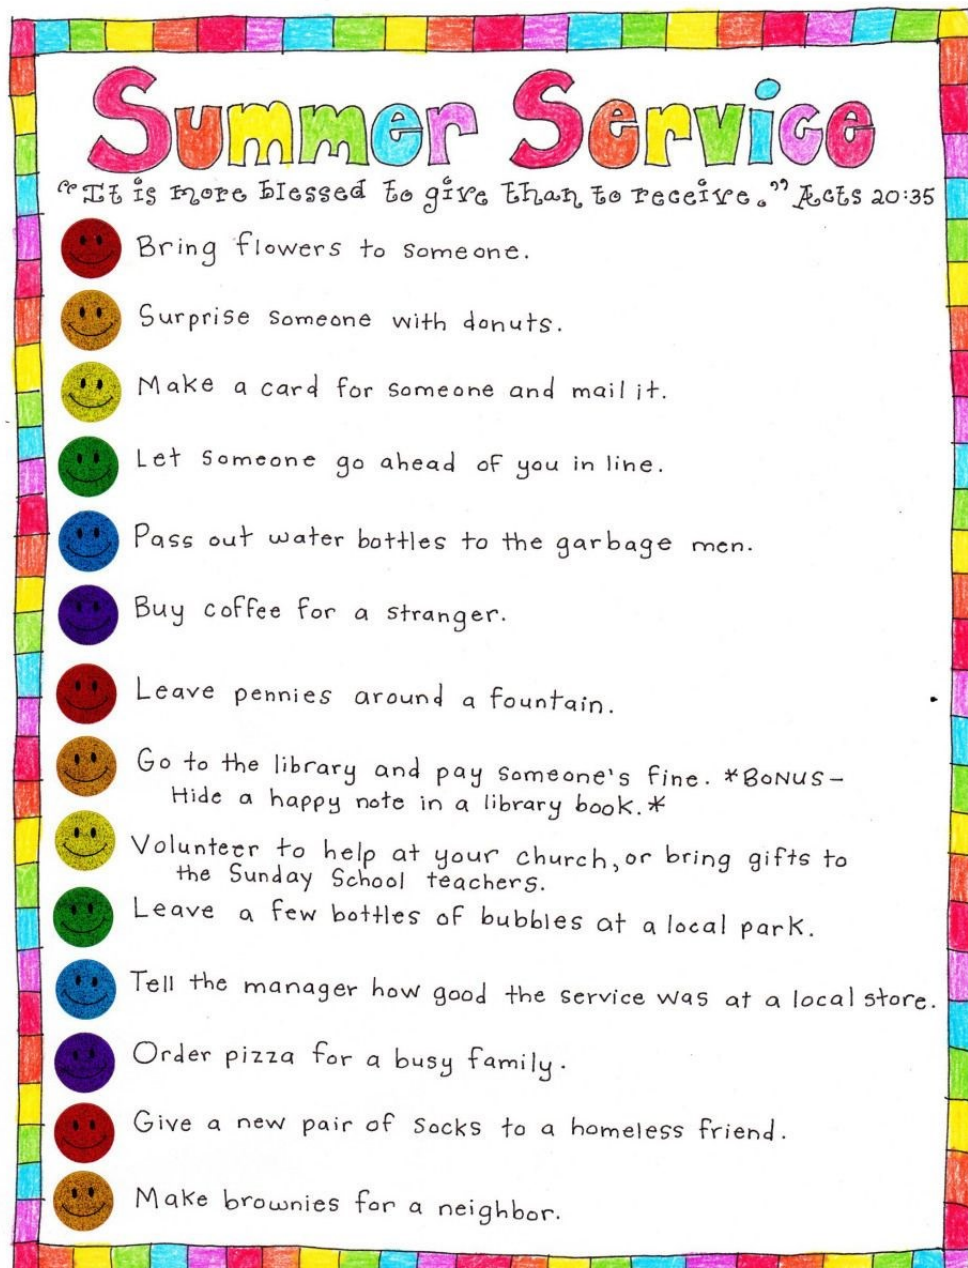 Summer Service
"It is more blessed to give than to receive." Acts 20:35
Bring flowers to someone.
Surprise someone with donuts.
Make a card for someone and mail it.
Let someone go ahead of you in line.
Pass out water bottles to the garbage men.
Buy coffee for a stranger.
Leave pennies around a fountain.
Go to the library and pay someone's fine. *BONUS-
Hide a happy note in a library book.*
Volunteer to help at your church, or bring gifts to
the Sunday School teachers.
Leave a few bottles of bubbles at a local park.
Tell the manager how good the service was at a local store.
Order pizza for a busy family.
Give a new pair of socks to a homeless friend.
Make brownies for a neighbor.